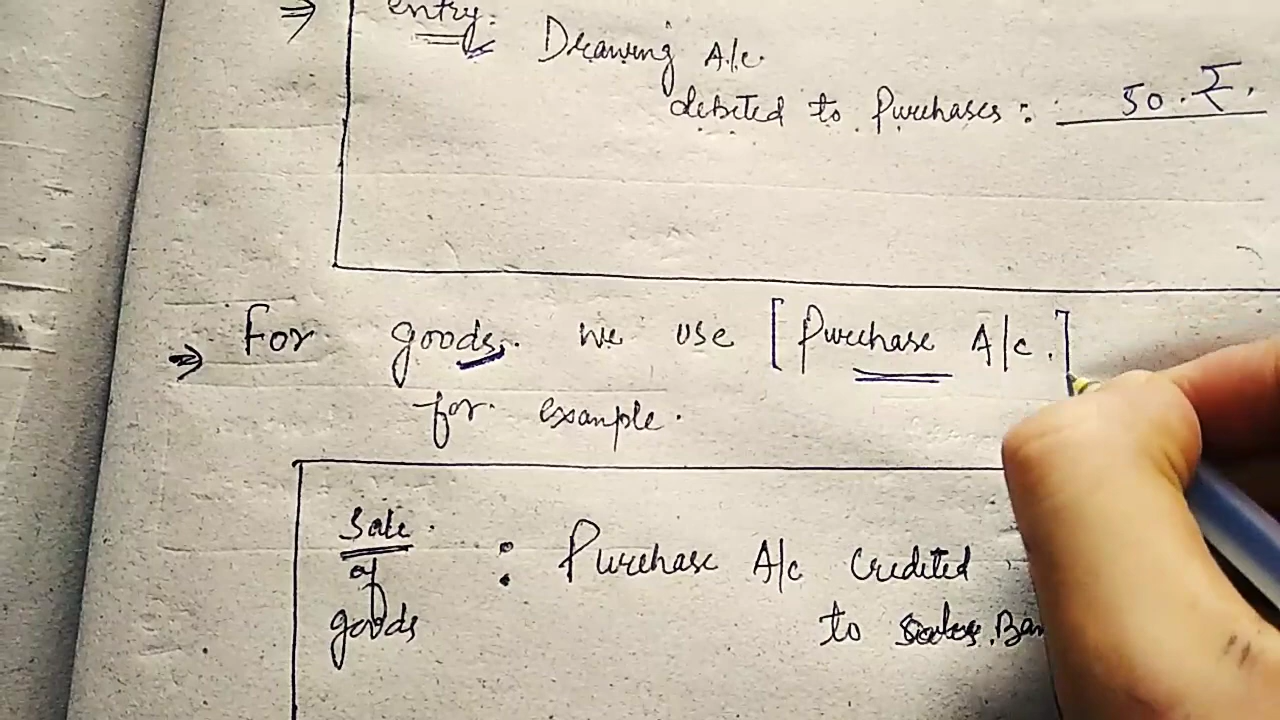 entry.
Drawing A/c.
debited to Purchases : 50.₹.
For goods. we use [Purchase A/c.]
for example.
Sale.
of
goods
: Purchase A/c Credited
to